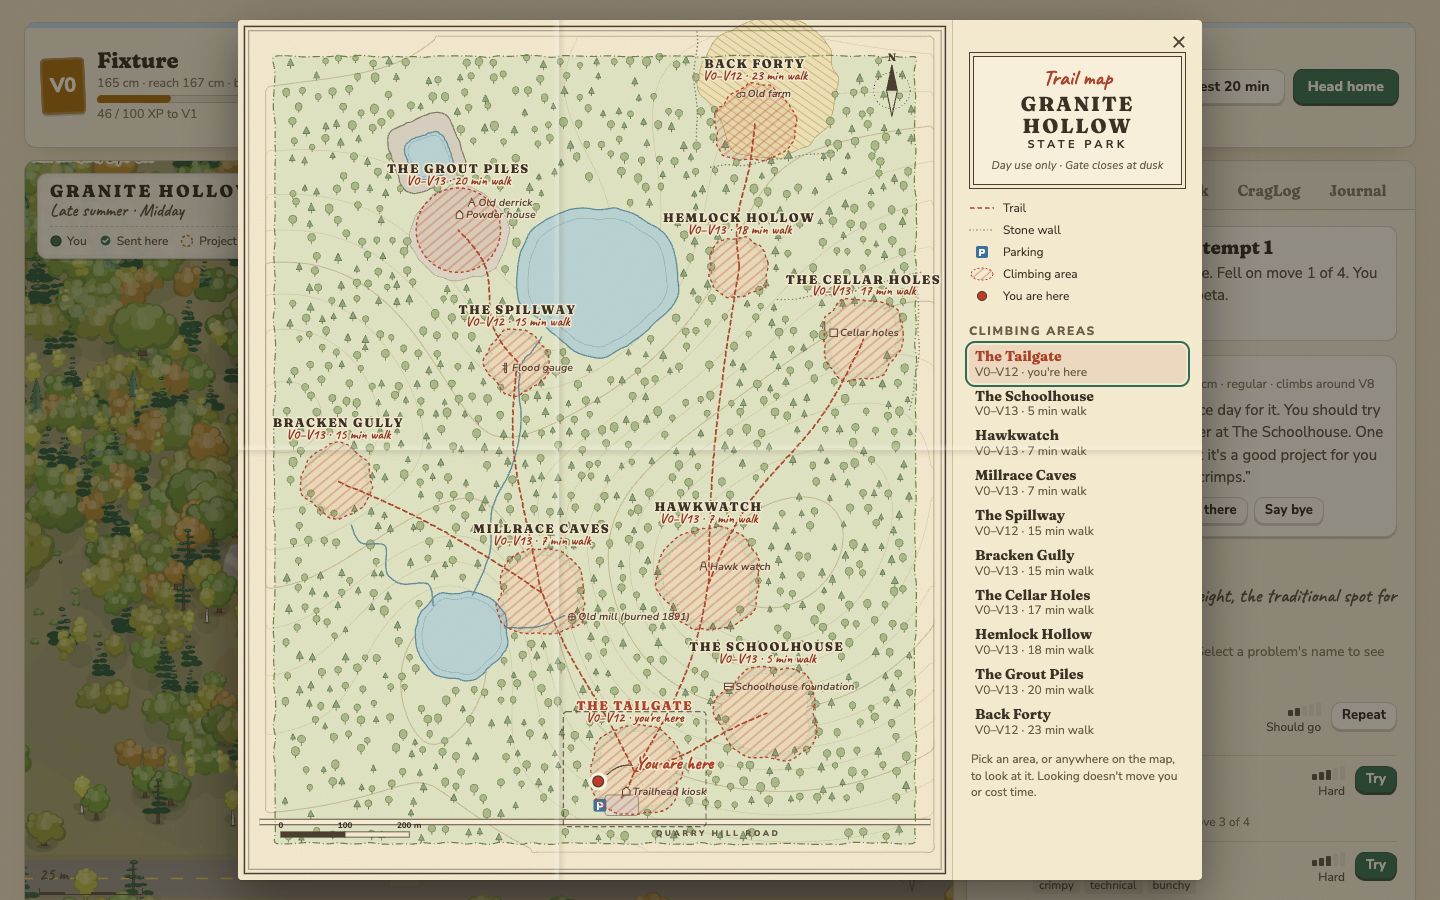 V0
Fixture
165 cm · reach 167 cm ·
46 / 100 XP to V1
est 20 min
Head home
GRANITE HOLLOW
Late summer · Midday
You
Sent here
Project
BACK FORTY
V0–V12 · 23 min walk
Old farm
N
THE GROUT PILES
V0–V13 · 20 min walk
Old derrick
Powder house
HEMLOCK HOLLOW
V0–V13 · 18 min walk
THE CELLAR HOLES
V0–V13 · 17 min walk
Cellar holes
THE SPILLWAY
V0–V12 · 15 min walk
Flood gauge
BRACKEN GULLY
V0–V13 · 15 min walk
HAWKWATCH
V0–V13 · 7 min walk
Hawk watch
MILLRACE CAVES
V0–V13 · 7 min walk
Old mill (burned 1891)
THE SCHOOLHOUSE
V0–V13 · 5 min walk
Schoolhouse foundation
THE TAILGATE
V0–V12 · you're here
You are here
Trailhead kiosk
P
0 100 200 m
QUARRY HILL ROAD
25 m
×
Trail map
GRANITE
HOLLOW
STATE PARK
Day use only · Gate closes at dusk
Trail
Stone wall
P Parking
Climbing area
You are here
CLIMBING AREAS
The Tailgate
V0–V12 · you're here
The Schoolhouse
V0–V13 · 5 min walk
Hawkwatch
V0–V13 · 7 min walk
Millrace Caves
V0–V13 · 7 min walk
The Spillway
V0–V12 · 15 min walk
Bracken Gully
V0–V13 · 15 min walk
The Cellar Holes
V0–V13 · 17 min walk
Hemlock Hollow
V0–V13 · 18 min walk
The Grout Piles
V0–V13 · 20 min walk
Back Forty
V0–V12 · 23 min walk
Pick an area, or anywhere on the map,
to look at it. Looking doesn't move you
or cost time.
k
CragLog
Journal
tempt 1
e. Fell on move 1 of 4. You
beta.
cm · regular · climbs around V8
ce day for it. You should try
er at The Schoolhouse. One
it's a good project for you
crimps.”
there
Say bye
eight, the traditional spot for
Select a problem's name to see
Should go
Repeat
Hard
Try
ve 3 of 4
Hard
Try
crimpy
technical
bunchy